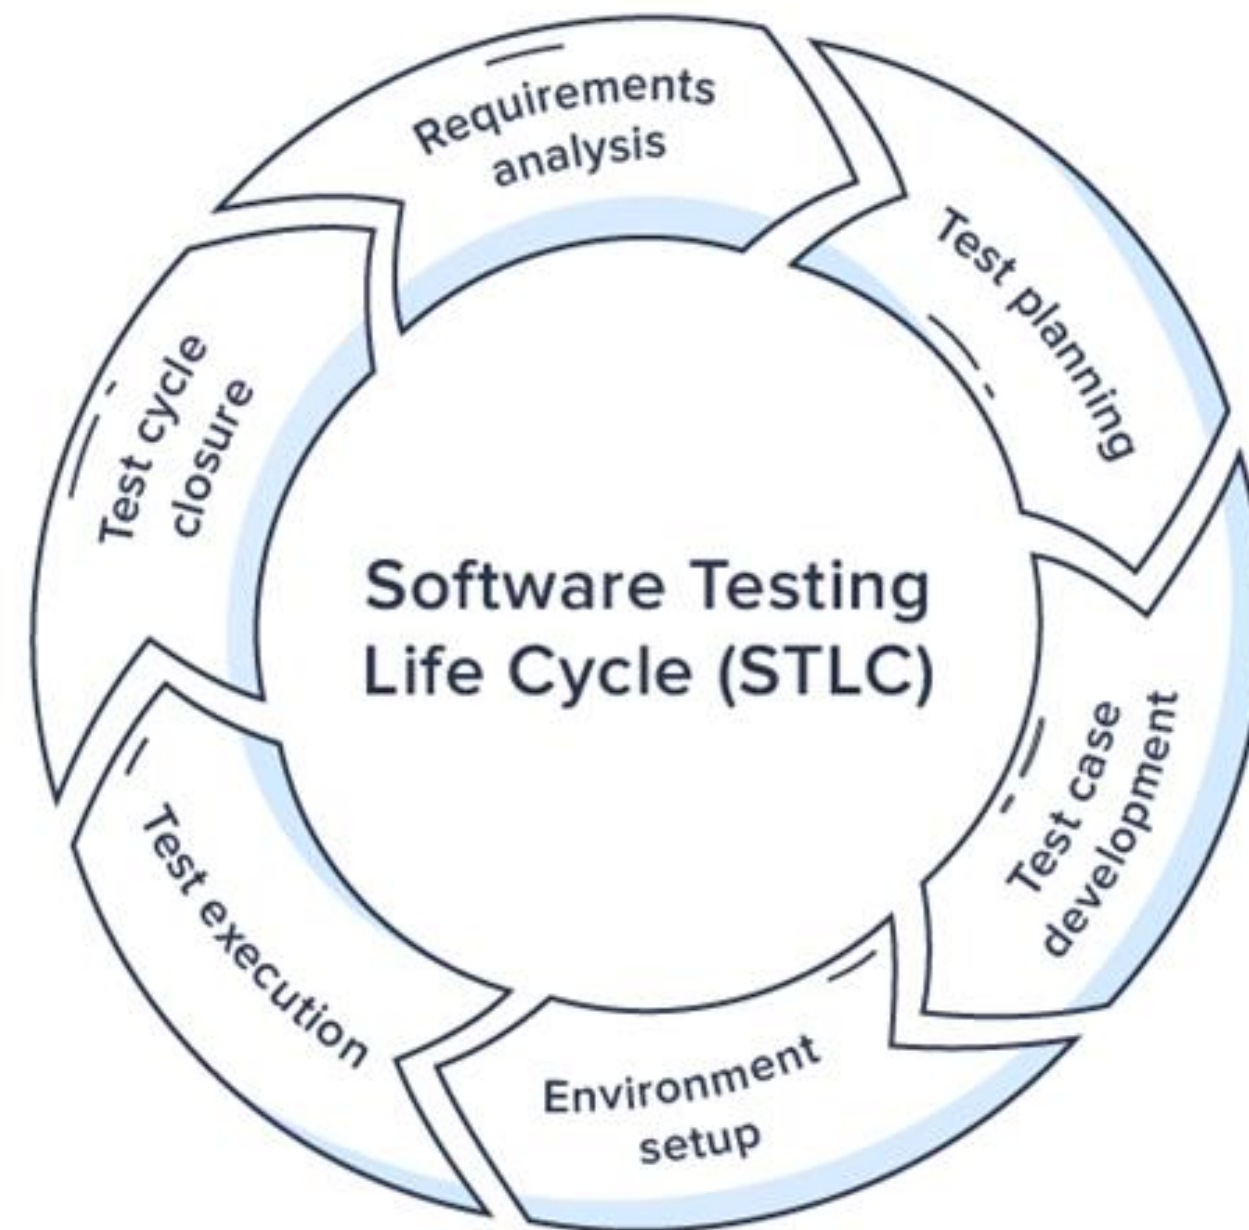 Requirements
analysis
Test planning
Test case
development
Environment
setup
Test execution
Test cycle
closure
Software Testing
Life Cycle (STLC)